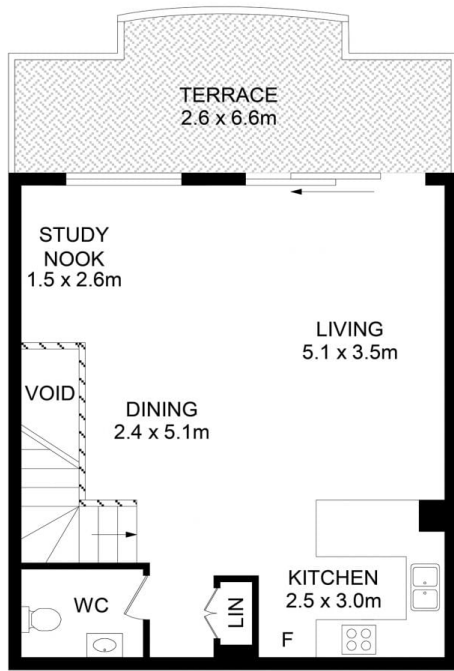 TERRACE
2.6 x 6.6m
STUDY
NOOK
1.5 x 2.6m
LIVING
5.1 x 3.5m
VOID
DINING
2.4 x 5.1m
KITCHEN
2.5 x 3.0m
WC
LIN
F